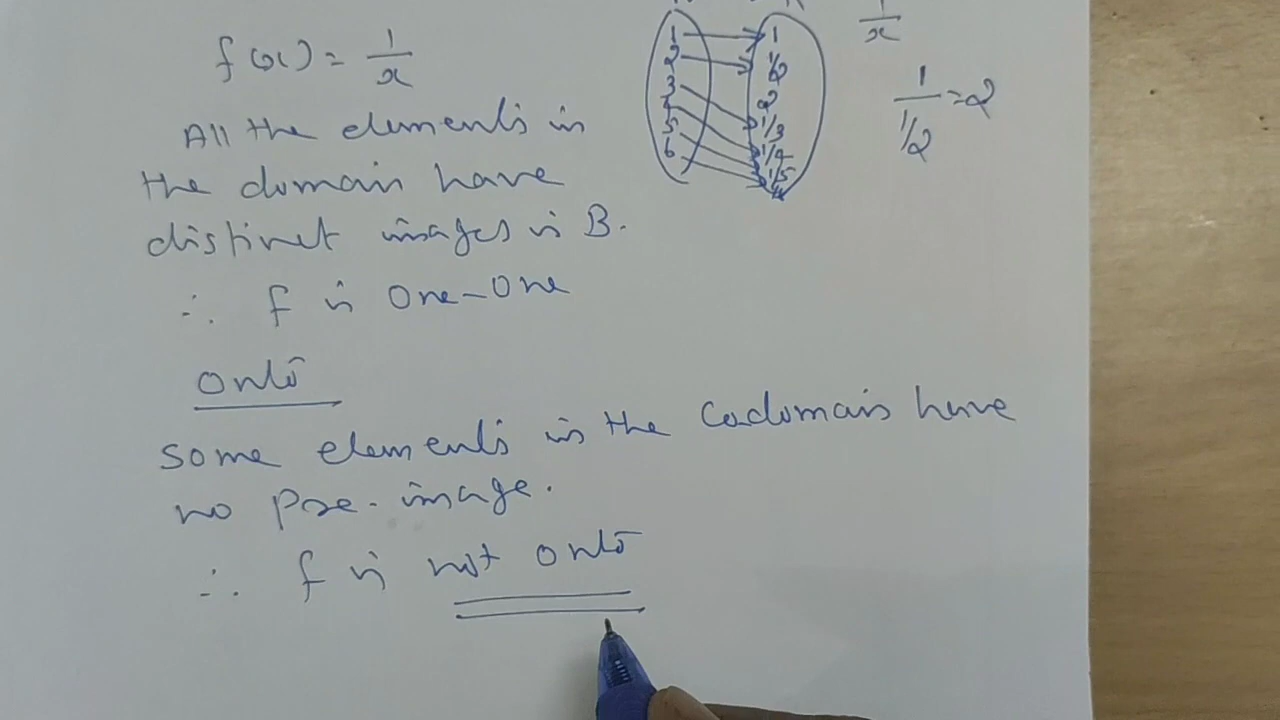 f(x) = 1/x
All the elements in
the domain have
distinct images in B.
∴ f is one-one
onto
some elements in the codomain have
no pre-image.
∴ f is not onto
1
2
3
4
5
6
1
1/2
2
1/3
1/4
1/5
1/x
1/(1/2) = 2